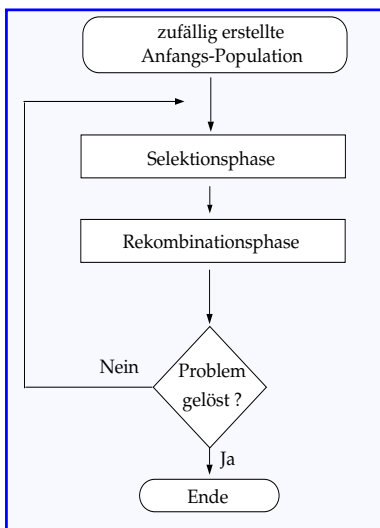 zufällig erstellte
Anfangs-Population
Selektionsphase
Rekombinationsphase
Nein
Problem
gelöst ?
Ja
Ende